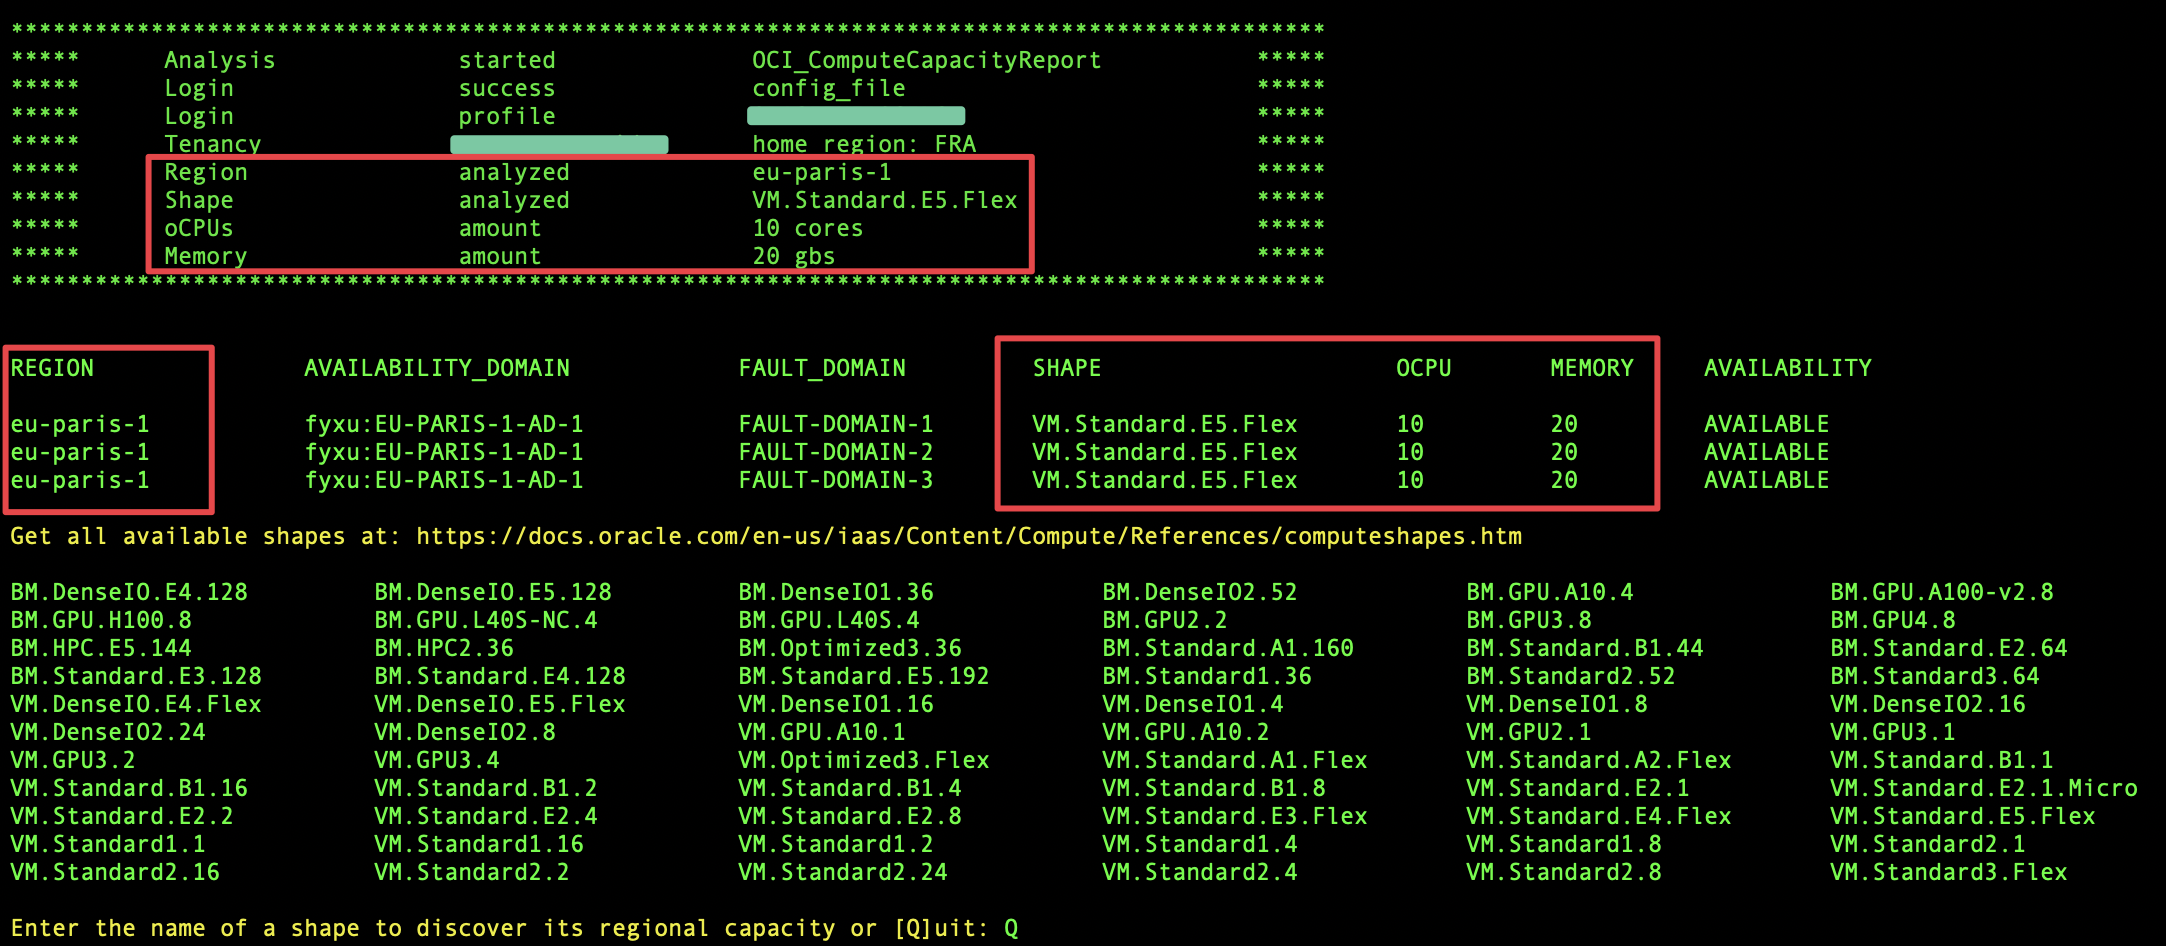 **********************************************************************************************
***** Analysis started OCI_ComputeCapacityReport *****
***** Login success config_file *****
***** Login profile *****
***** Tenancy home region: FRA *****
***** Region analyzed eu-paris-1 *****
***** Shape analyzed VM.Standard.E5.Flex *****
***** oCPUs amount 10 cores *****
***** Memory amount 20 gbs *****
**********************************************************************************************
REGION AVAILABILITY_DOMAIN FAULT_DOMAIN SHAPE OCPU MEMORY AVAILABILITY
eu-paris-1 fyxu:EU-PARIS-1-AD-1 FAULT-DOMAIN-1 VM.Standard.E5.Flex 10 20 AVAILABLE
eu-paris-1 fyxu:EU-PARIS-1-AD-1 FAULT-DOMAIN-2 VM.Standard.E5.Flex 10 20 AVAILABLE
eu-paris-1 fyxu:EU-PARIS-1-AD-1 FAULT-DOMAIN-3 VM.Standard.E5.Flex 10 20 AVAILABLE
Get all available shapes at: https://docs.oracle.com/en-us/iaas/Content/Compute/References/computeshapes.htm
BM.DenseIO.E4.128 BM.DenseIO.E5.128 BM.DenseIO1.36 BM.DenseIO2.52 BM.GPU.A10.4 BM.GPU.A100-v2.8
BM.GPU.H100.8 BM.GPU.L40S-NC.4 BM.GPU.L40S.4 BM.GPU2.2 BM.GPU3.8 BM.GPU4.8
BM.HPC.E5.144 BM.HPC2.36 BM.Optimized3.36 BM.Standard.A1.160 BM.Standard.B1.44 BM.Standard.E2.64
BM.Standard.E3.128 BM.Standard.E4.128 BM.Standard.E5.192 BM.Standard1.36 BM.Standard2.52 BM.Standard3.64
VM.DenseIO.E4.Flex VM.DenseIO.E5.Flex VM.DenseIO1.16 VM.DenseIO1.4 VM.DenseIO1.8 VM.DenseIO2.16
VM.DenseIO2.24 VM.DenseIO2.8 VM.GPU.A10.1 VM.GPU.A10.2 VM.GPU2.1 VM.GPU3.1
VM.GPU3.2 VM.GPU3.4 VM.Optimized3.Flex VM.Standard.A1.Flex VM.Standard.A2.Flex VM.Standard.B1.1
VM.Standard.B1.16 VM.Standard.B1.2 VM.Standard.B1.4 VM.Standard.B1.8 VM.Standard.E2.1 VM.Standard.E2.1.Micro
VM.Standard.E2.2 VM.Standard.E2.4 VM.Standard.E2.8 VM.Standard.E3.Flex VM.Standard.E4.Flex VM.Standard.E5.Flex
VM.Standard1.1 VM.Standard1.16 VM.Standard1.2 VM.Standard1.4 VM.Standard1.8 VM.Standard2.1
VM.Standard2.16 VM.Standard2.2 VM.Standard2.24 VM.Standard2.4 VM.Standard2.8 VM.Standard3.Flex
Enter the name of a shape to discover its regional capacity or [Q]uit: Q